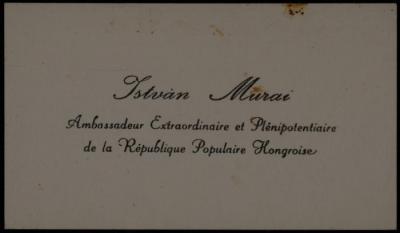 István Murai
Ambassadeur Extraordinaire et Plénipotentiaire
de la République Populaire Hongroise